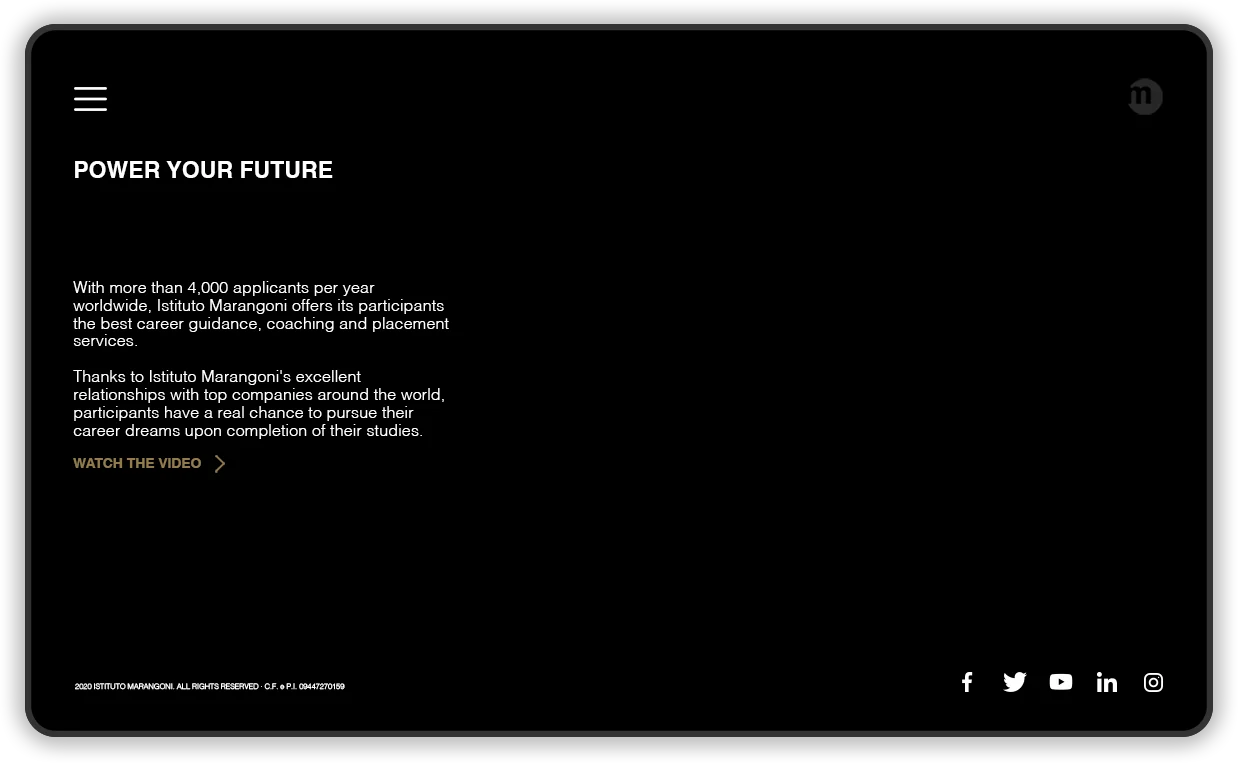 m
POWER YOUR FUTURE
With more than 4,000 applicants per year
worldwide, Istituto Marangoni offers its participants
the best career guidance, coaching and placement
services.
Thanks to Istituto Marangoni's excellent
relationships with top companies around the world,
participants have a real chance to pursue their
career dreams upon completion of their studies.
WATCH THE VIDEO
2020 ISTITUTO MARANGONI. ALL RIGHTS RESERVED · C.F. e P.I. 09447270159